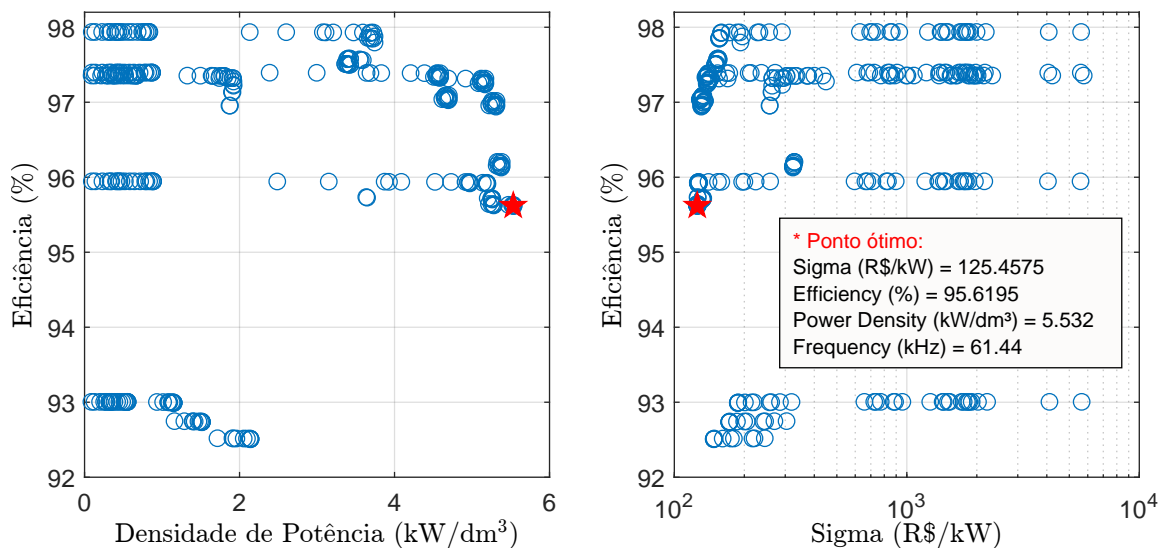 98
97
96
95
94
93
92
0
2
4
6
Eficiência (%)
Densidade de Potência (kW/dm³)
98
97
96
95
94
93
92
10²
10³
10⁴
Eficiência (%)
Sigma (R$/kW)
* Ponto ótimo:
Sigma (R$/kW) = 125.4575
Efficiency (%) = 95.6195
Power Density (kW/dm³) = 5.532
Frequency (kHz) = 61.44